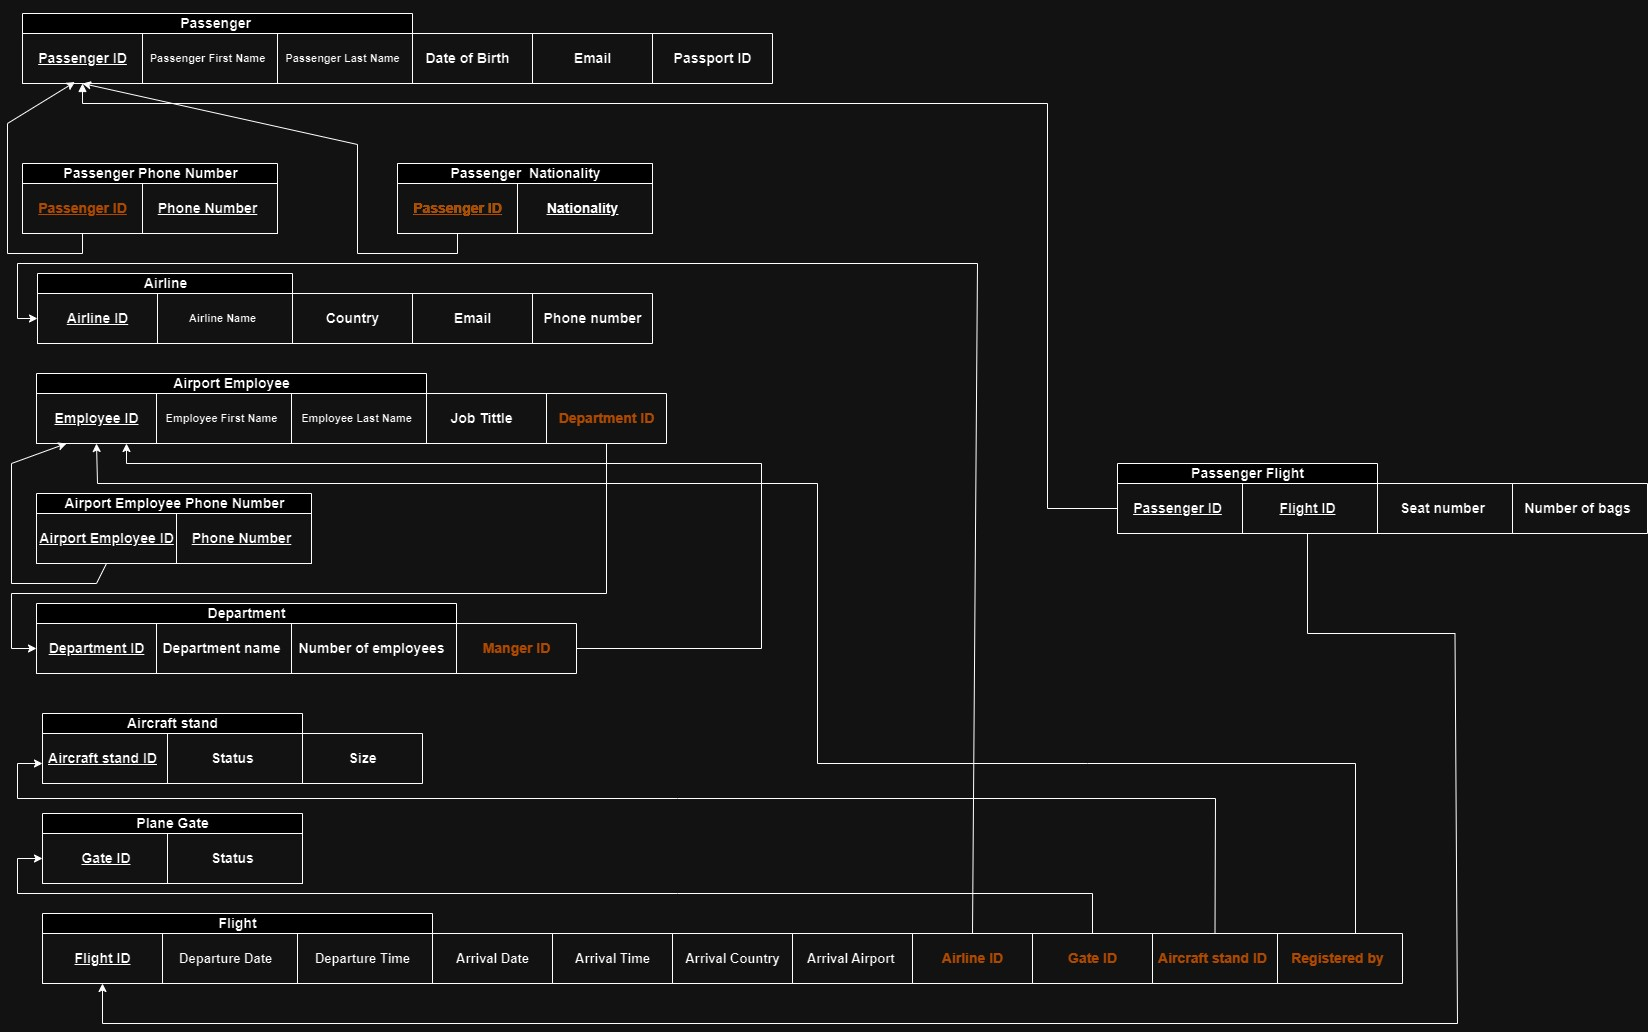 Passenger
Passenger ID Passenger First Name Passenger Last Name Date of Birth Email Passport ID
Passenger Phone Number
Passenger ID Phone Number
Passenger Nationality
Passenger ID Nationality
Airline
Airline ID Airline Name Country Email Phone number
Airport Employee
Employee ID Employee First Name Employee Last Name Job Tittle Department ID
Passenger Flight
Passenger ID Flight ID Seat number Number of bags
Airport Employee Phone Number
Airport Employee ID Phone Number
Department
Department ID Department name Number of employees Manger ID
Aircraft stand
Aircraft stand ID Status Size
Plane Gate
Gate ID Status
Flight
Flight ID Departure Date Departure Time Arrival Date Arrival Time Arrival Country Arrival Airport Airline ID Gate ID Aircraft stand ID Registered by